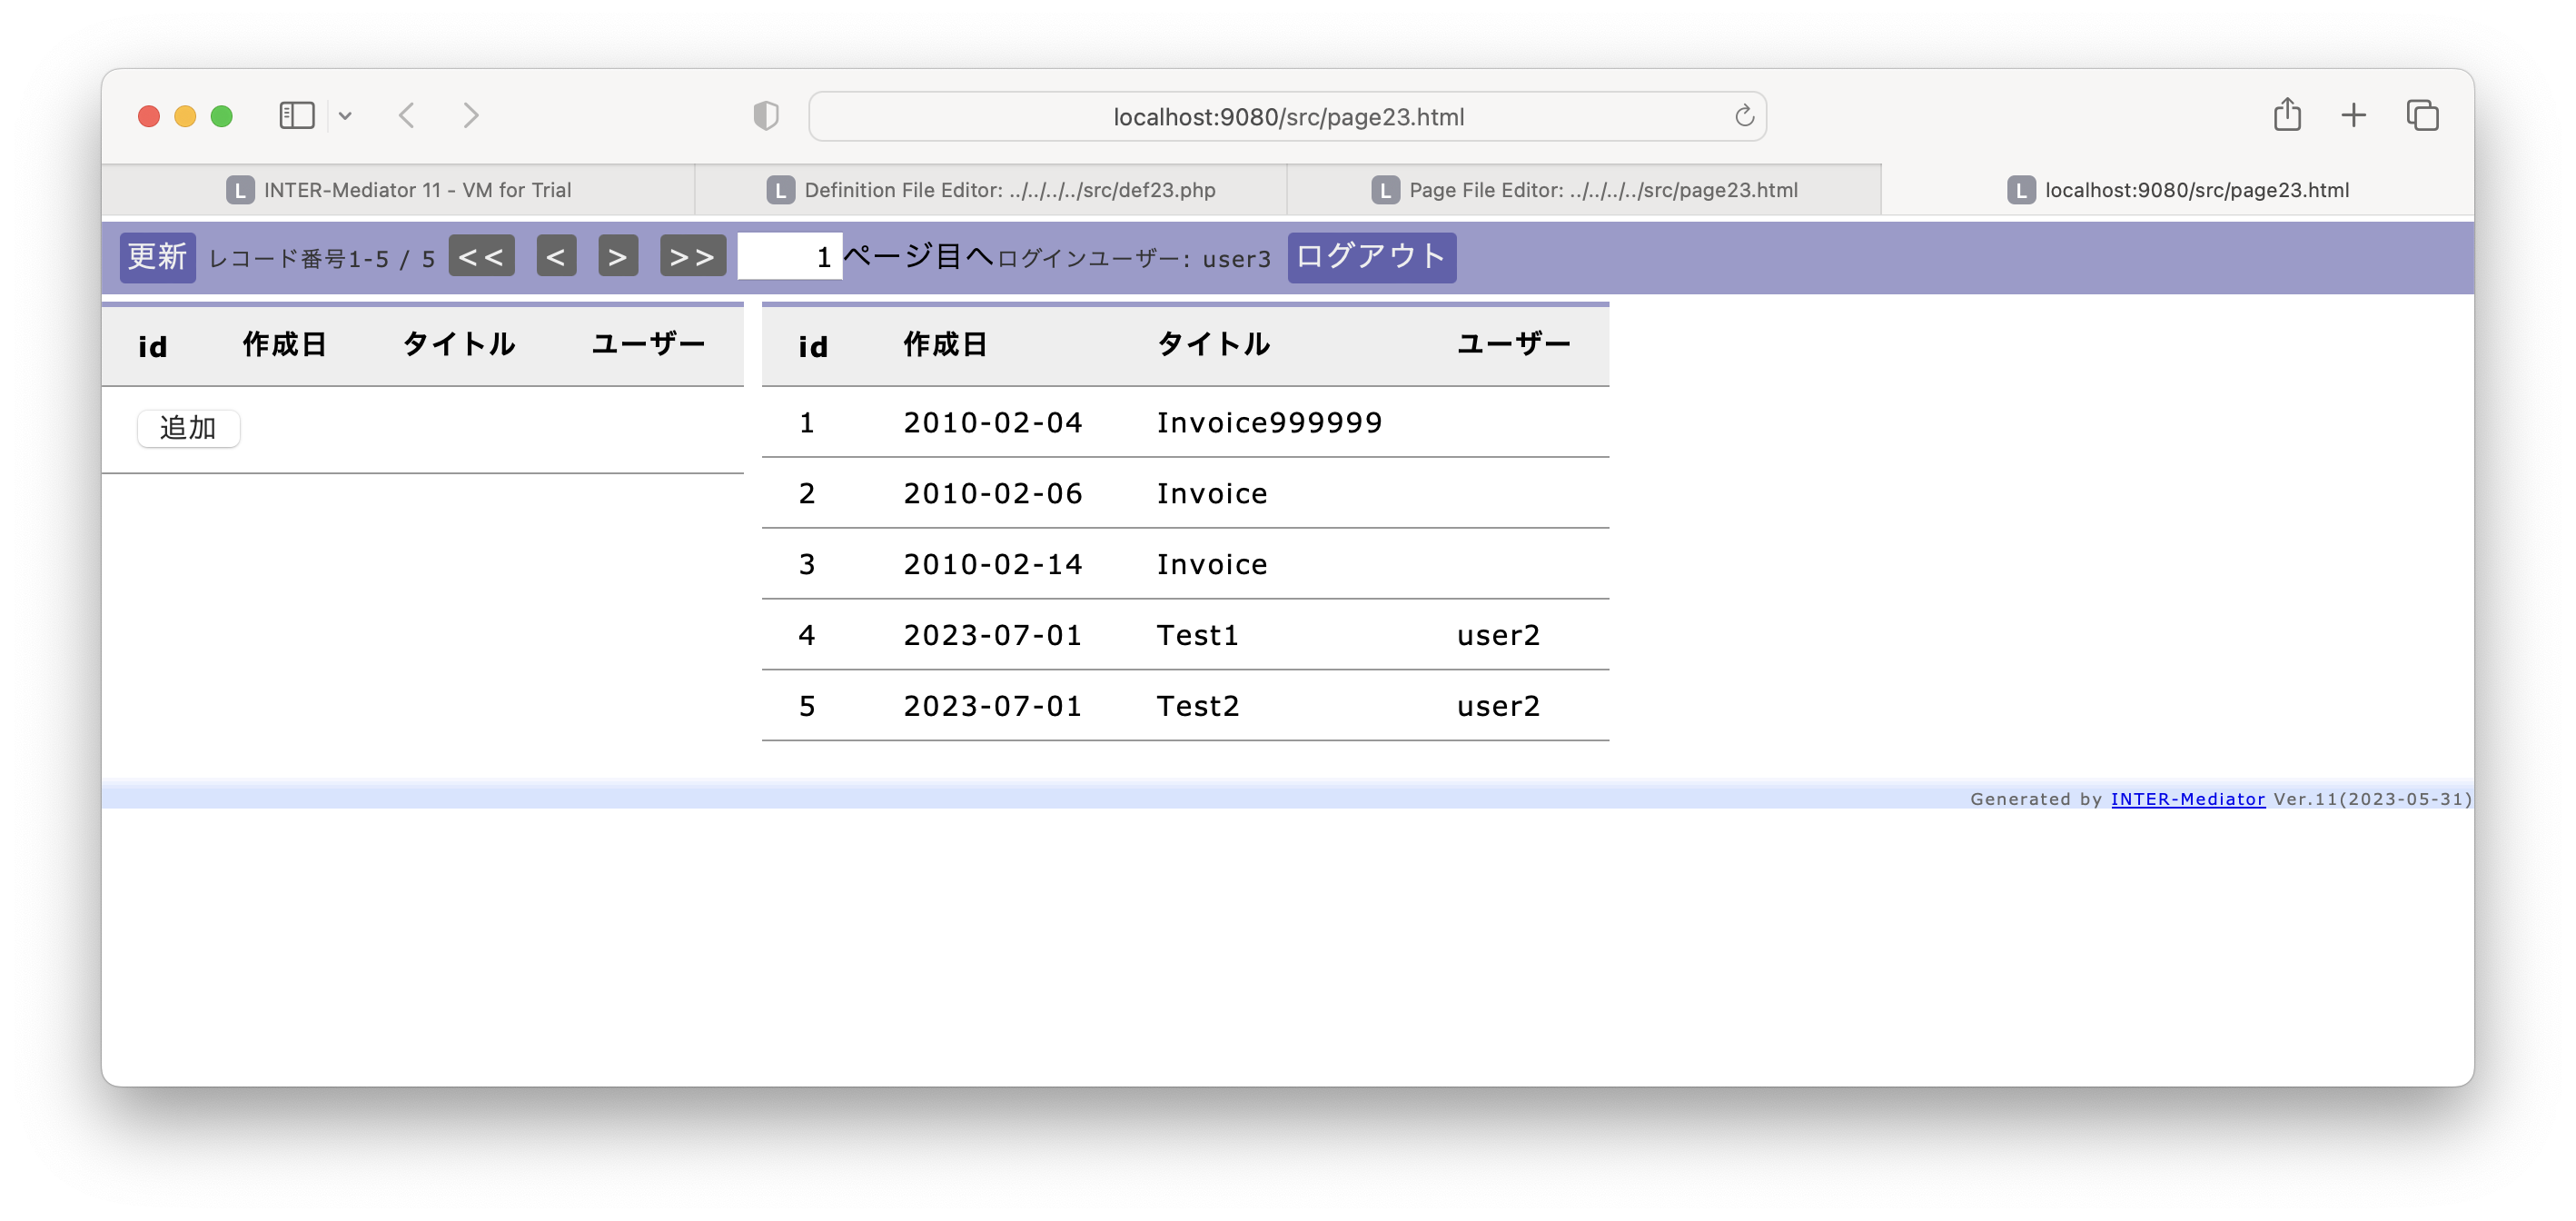 localhost:9080/src/page23.html
L INTER-Mediator 11 - VM for Trial
L Definition File Editor: ../../../../src/def23.php
L Page File Editor: ../../../../src/page23.html
L localhost:9080/src/page23.html
更新 レコード番号1-5 / 5 << < > >> 1 ページ目へ ログインユーザー: user3 ログアウト
id 作成日 タイトル ユーザー
追加
id 作成日 タイトル ユーザー
1 2010-02-04 Invoice999999
2 2010-02-06 Invoice
3 2010-02-14 Invoice
4 2023-07-01 Test1 user2
5 2023-07-01 Test2 user2
Generated by INTER-Mediator Ver.11(2023-05-31)